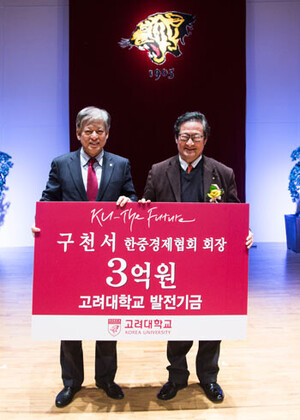 1905
KU-The Future
구천서 한중경제협회 회장
3억원
고려대학교 발전기금
고려대학교
KOREA UNIVERSITY